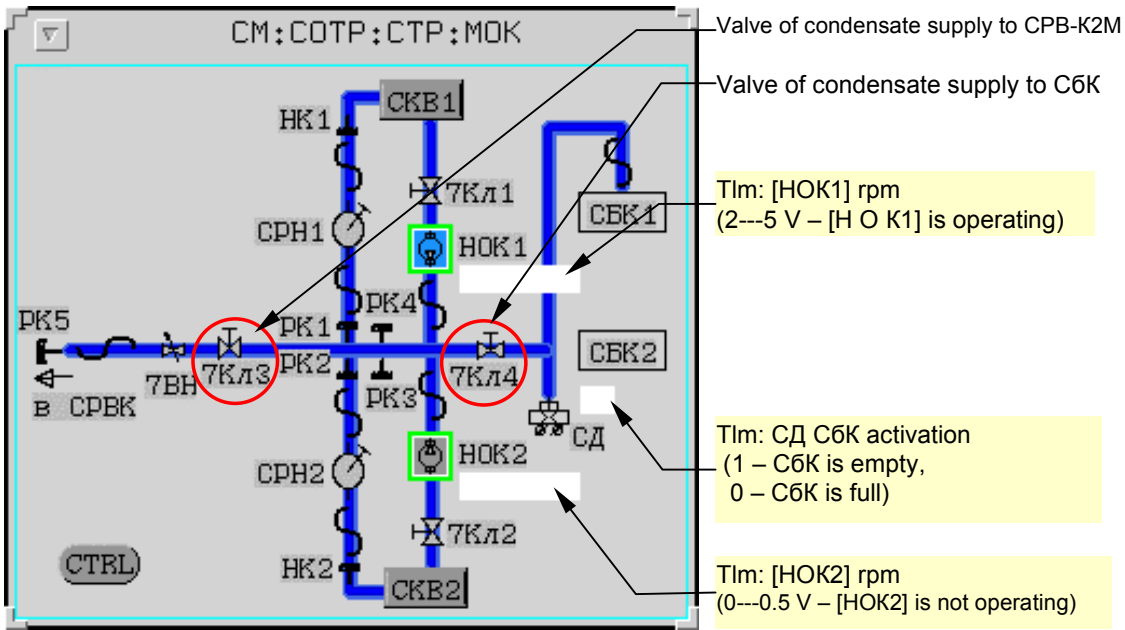 СМ:СОТР:СТР:МОК
Valve of condensate supply to СРВ-К2М
Valve of condensate supply to СбК
СКВ1
НК1
7Кл1
СБК1
Tlm: [НОК1] rpm
(2---5 V – [Н О К1] is operating)
СРН1
НОК1
РК4
РК5
РК1
7Кл3
РК2
7Кл4
СБК2
7ВН
в СРВК
РК3
СД
Tlm: СД СбК activation
(1 – СбК is empty,
0 – СбК is full)
НОК2
СРН2
7Кл2
CTRL
НК2
СКВ2
Tlm: [НОК2] rpm
(0---0.5 V – [НОК2] is not operating)